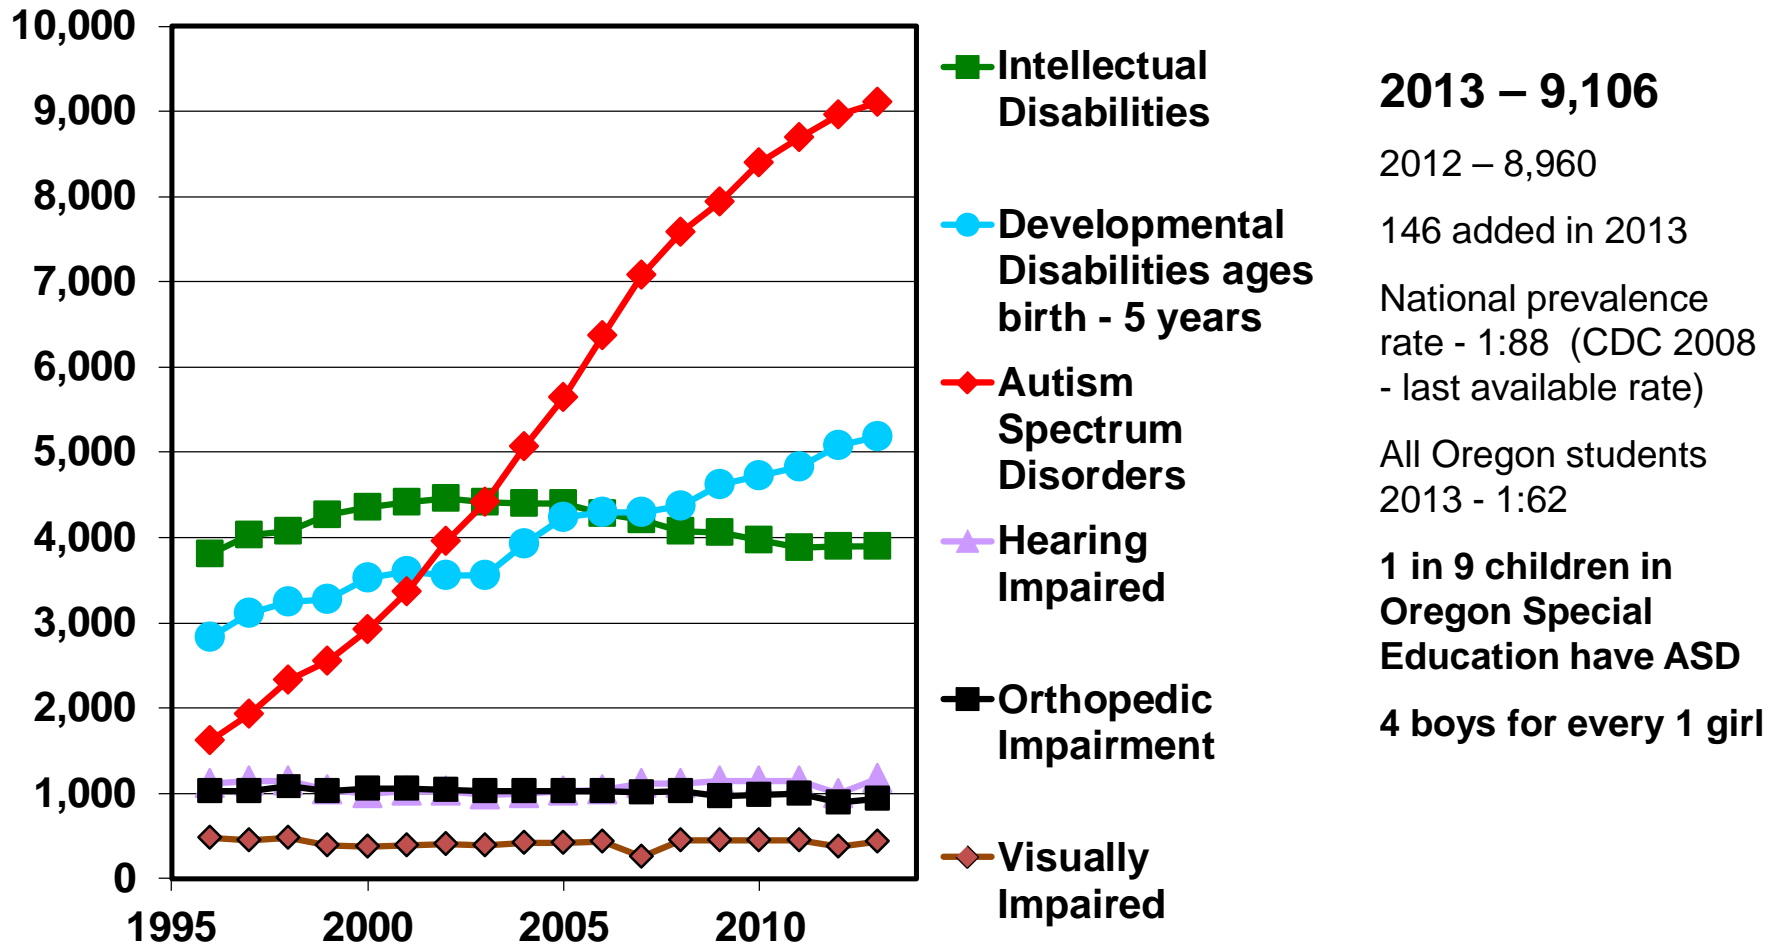 10,000
9,000
8,000
7,000
6,000
5,000
4,000
3,000
2,000
1,000
0
1995
2000
2005
2010
Intellectual
Disabilities
Developmental
Disabilities ages
birth - 5 years
Autism
Spectrum
Disorders
Hearing
Impaired
Orthopedic
Impairment
Visually
Impaired
2013 – 9,106
2012 – 8,960
146 added in 2013
National prevalence
rate - 1:88  (CDC 2008
- last available rate)
All Oregon students
2013 - 1:62
1 in 9 children in
Oregon Special
Education have ASD
4 boys for every 1 girl